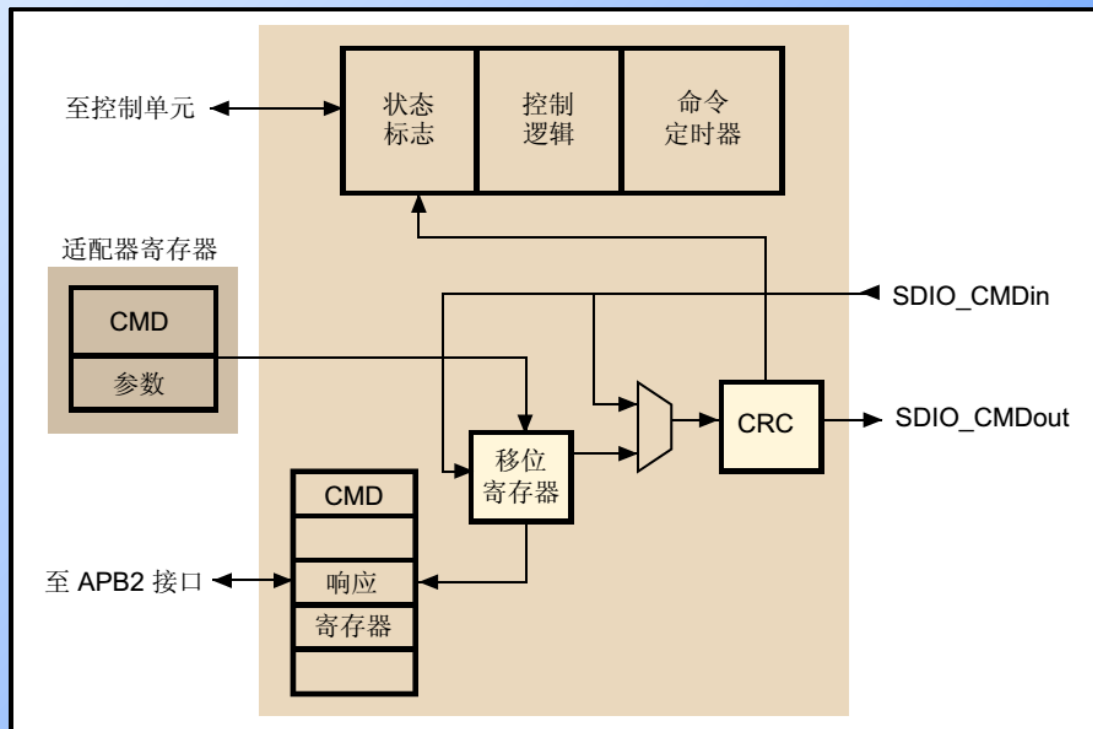 至控制单元
状态
标志
控制
逻辑
命令
定时器
适配器寄存器
CMD
参数
SDIO_CMDin
SDIO_CMDout
CRC
移位
寄存器
CMD
响应
寄存器
至 APB2 接口